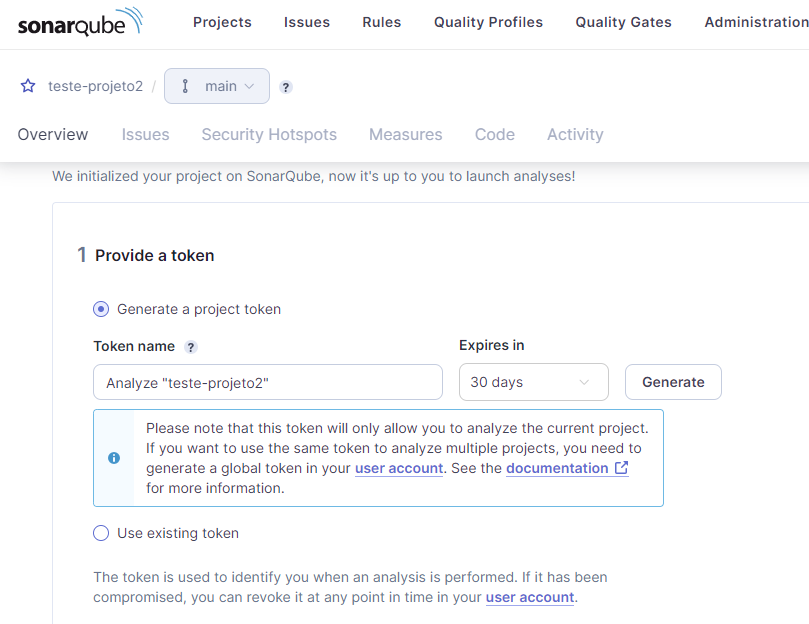 sonarqube Projects Issues Rules Quality Profiles Quality Gates Administration
teste-projeto2 / main ?
Overview Issues Security Hotspots Measures Code Activity
We initialized your project on SonarQube, now it's up to you to launch analyses!
1 Provide a token
Generate a project token
Token name ? Expires in
Analyze "teste-projeto2" 30 days Generate
Please note that this token will only allow you to analyze the current project.
If you want to use the same token to analyze multiple projects, you need to
generate a global token in your user account. See the documentation
for more information.
Use existing token
The token is used to identify you when an analysis is performed. If it has been
compromised, you can revoke it at any point in time in your user account.